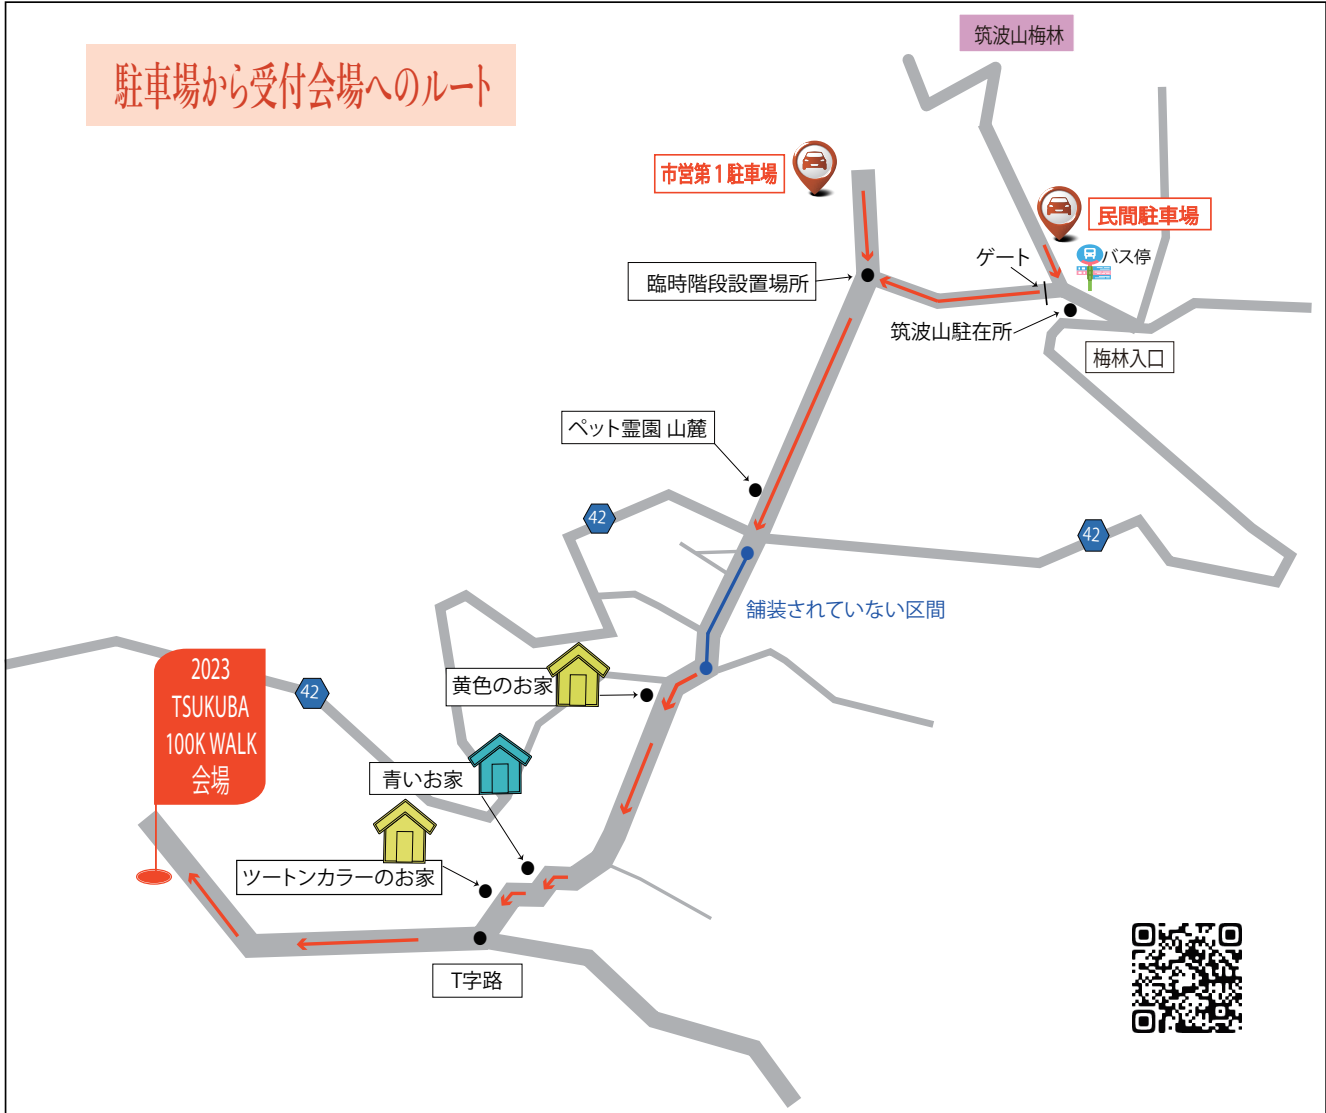 筑波山梅林
駐車場から受付会場へのルート
市営第1駐車場
民間駐車場
ゲート
バス停
臨時階段設置場所
筑波山駐在所
梅林入口
ペット霊園 山麓
42
42
舗装されていない区間
2023
TSUKUBA
100K WALK
会場
42
黄色のお家
青いお家
ツートンカラーのお家
T字路